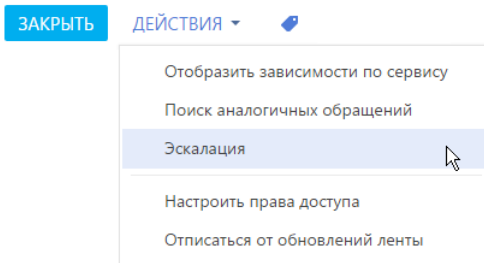 ЗАКРЫТЬ ДЕЙСТВИЯ
Отобразить зависимости по сервису
Поиск аналогичных обращений
Эскалация
Настроить права доступа
Отписаться от обновлений ленты